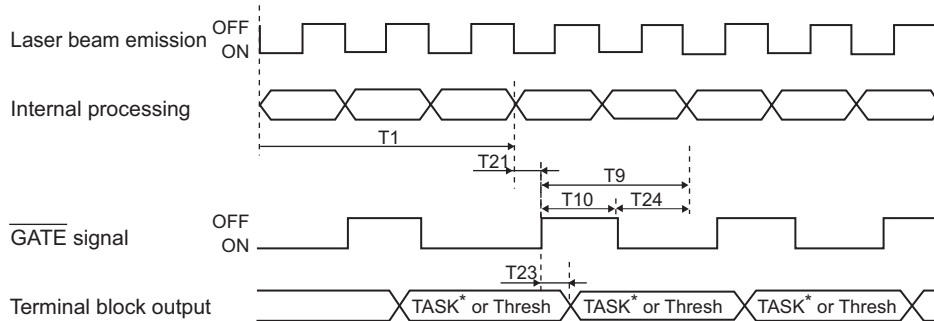 Laser beam emission
OFF
ON
Internal processing
T1
T21
T9
T10
T24
GATE signal
OFF
ON
T23
Terminal block output
TASK* or Thresh
TASK* or Thresh
TASK* or Thresh